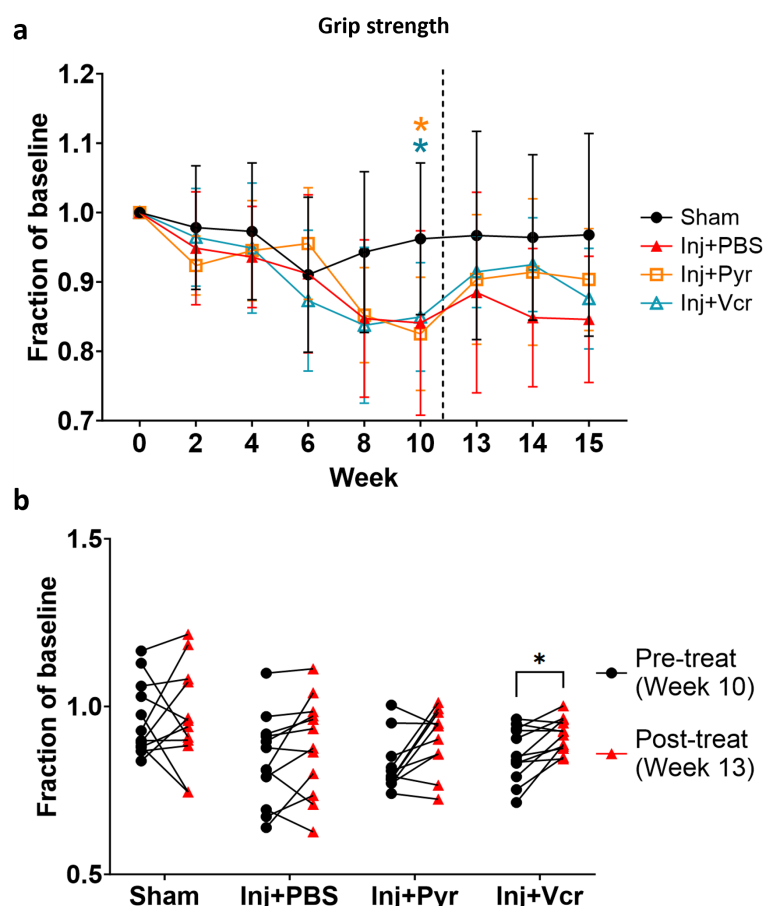 a
Grip strength
1.2
1.1
1.0
0.9
0.8
0.7
Fraction of baseline
*
*
0 2 4 6 8 10 13 14 15
Week
Sham
Inj+PBS
Inj+Pyr
Inj+Vcr
b
1.5
1.0
0.5
Fraction of baseline
*
Sham Inj+PBS Inj+Pyr Inj+Vcr
Pre-treat
(Week 10)
Post-treat
(Week 13)